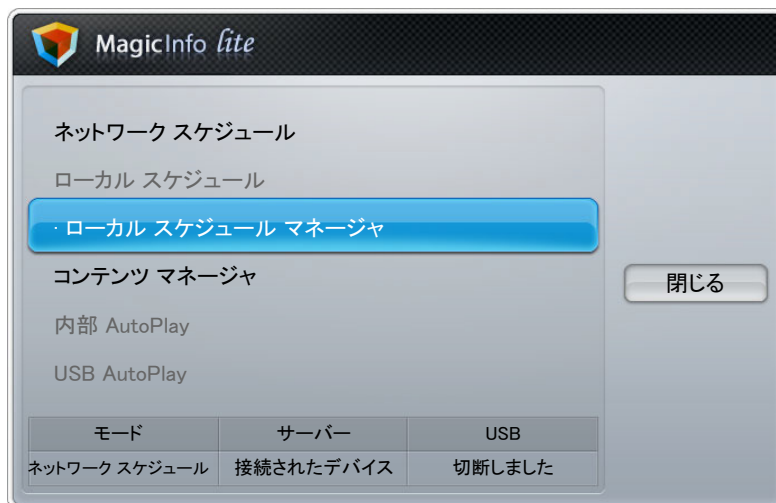 MagicInfo lite
ネットワーク スケジュール
ローカル スケジュール
· ローカル スケジュール マネージャ
コンテンツ マネージャ
内部 AutoPlay
USB AutoPlay
閉じる
モード サーバー USB
ネットワーク スケジュール 接続されたデバイス 切断しました